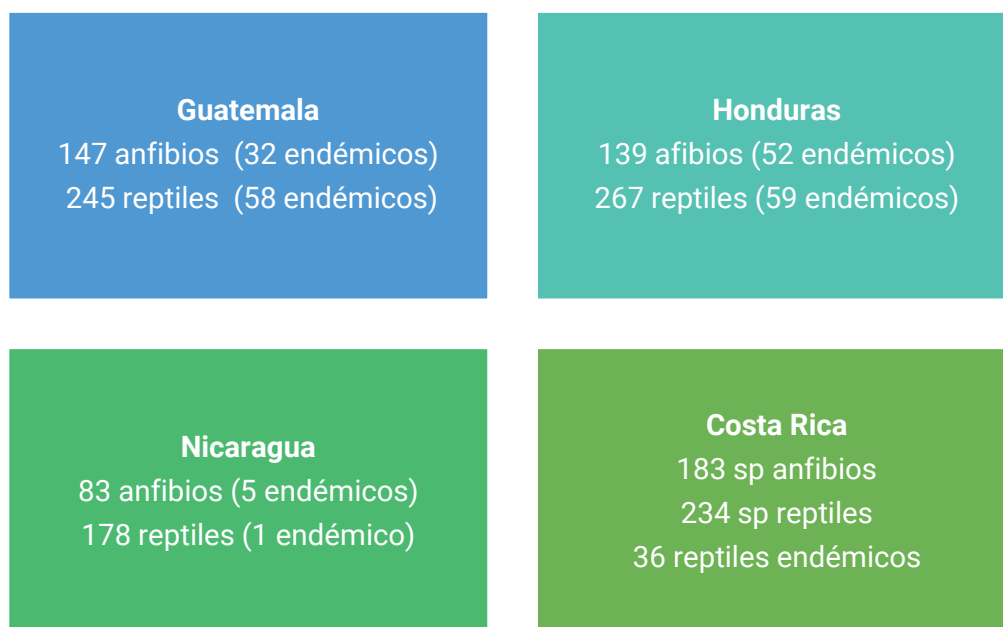 Guatemala
147 anfibios (32 endémicos)
245 reptiles (58 endémicos)
Honduras
139 afibios (52 endémicos)
267 reptiles (59 endémicos)
Nicaragua
83 anfibios (5 endémicos)
178 reptiles (1 endémico)
Costa Rica
183 sp anfibios
234 sp reptiles
36 reptiles endémicos